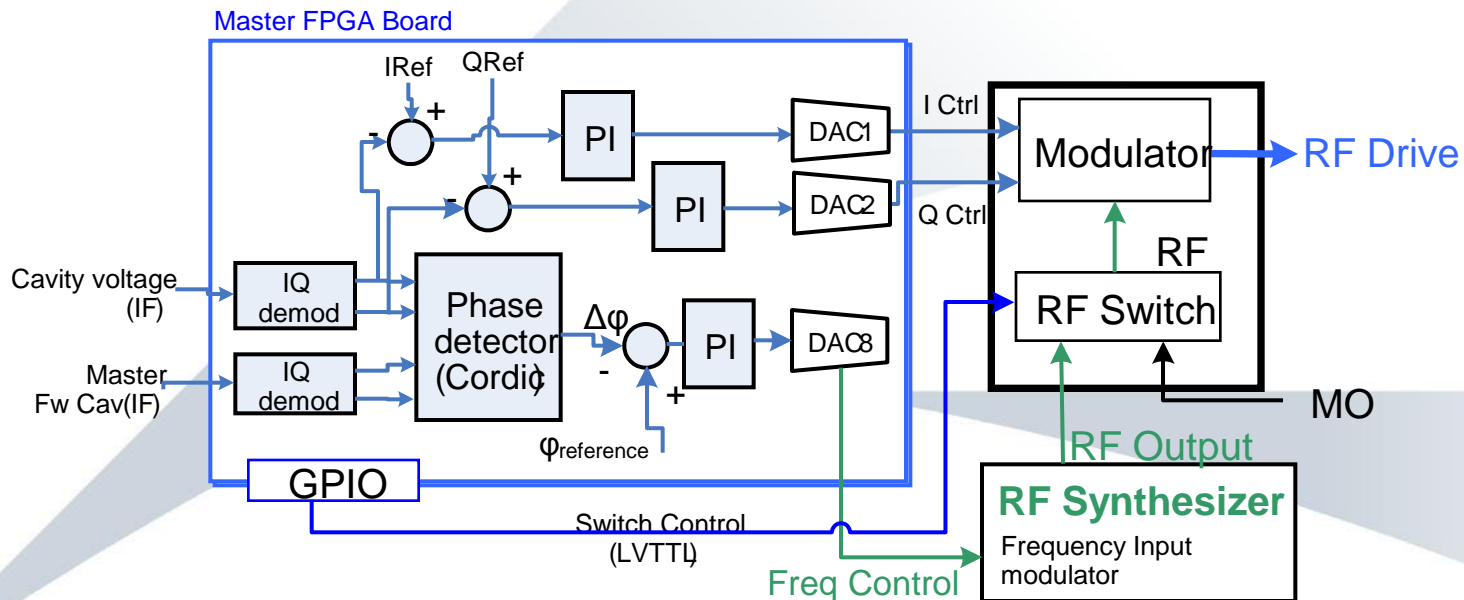 Master FPGA Board
IRef
QRef
+
-
PI
DAC1
I Ctrl
Modulator
RF Drive
+
-
PI
DAC2
Q Ctrl
RF
Cavity voltage
(IF)
IQ
demod
Phase
detector
(Cordic)
Δφ
-
+
PI
DAC8
RF Switch
Master
Fw Cav(IF)
IQ
demod
φreference
MO
RF Output
GPIO
Switch Control
(LVTTL)
Freq Control
RF Synthesizer
Frequency Input
modulator